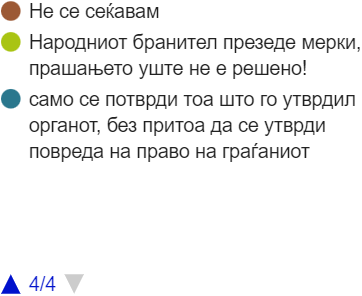 Не се сеќавам
Народниот бранител презеде мерки,
прашањето уште не е решено!
само се потврди тоа што го утврдил
органот, без притоа да се утврди
повреда на право на граѓаниот
4/4